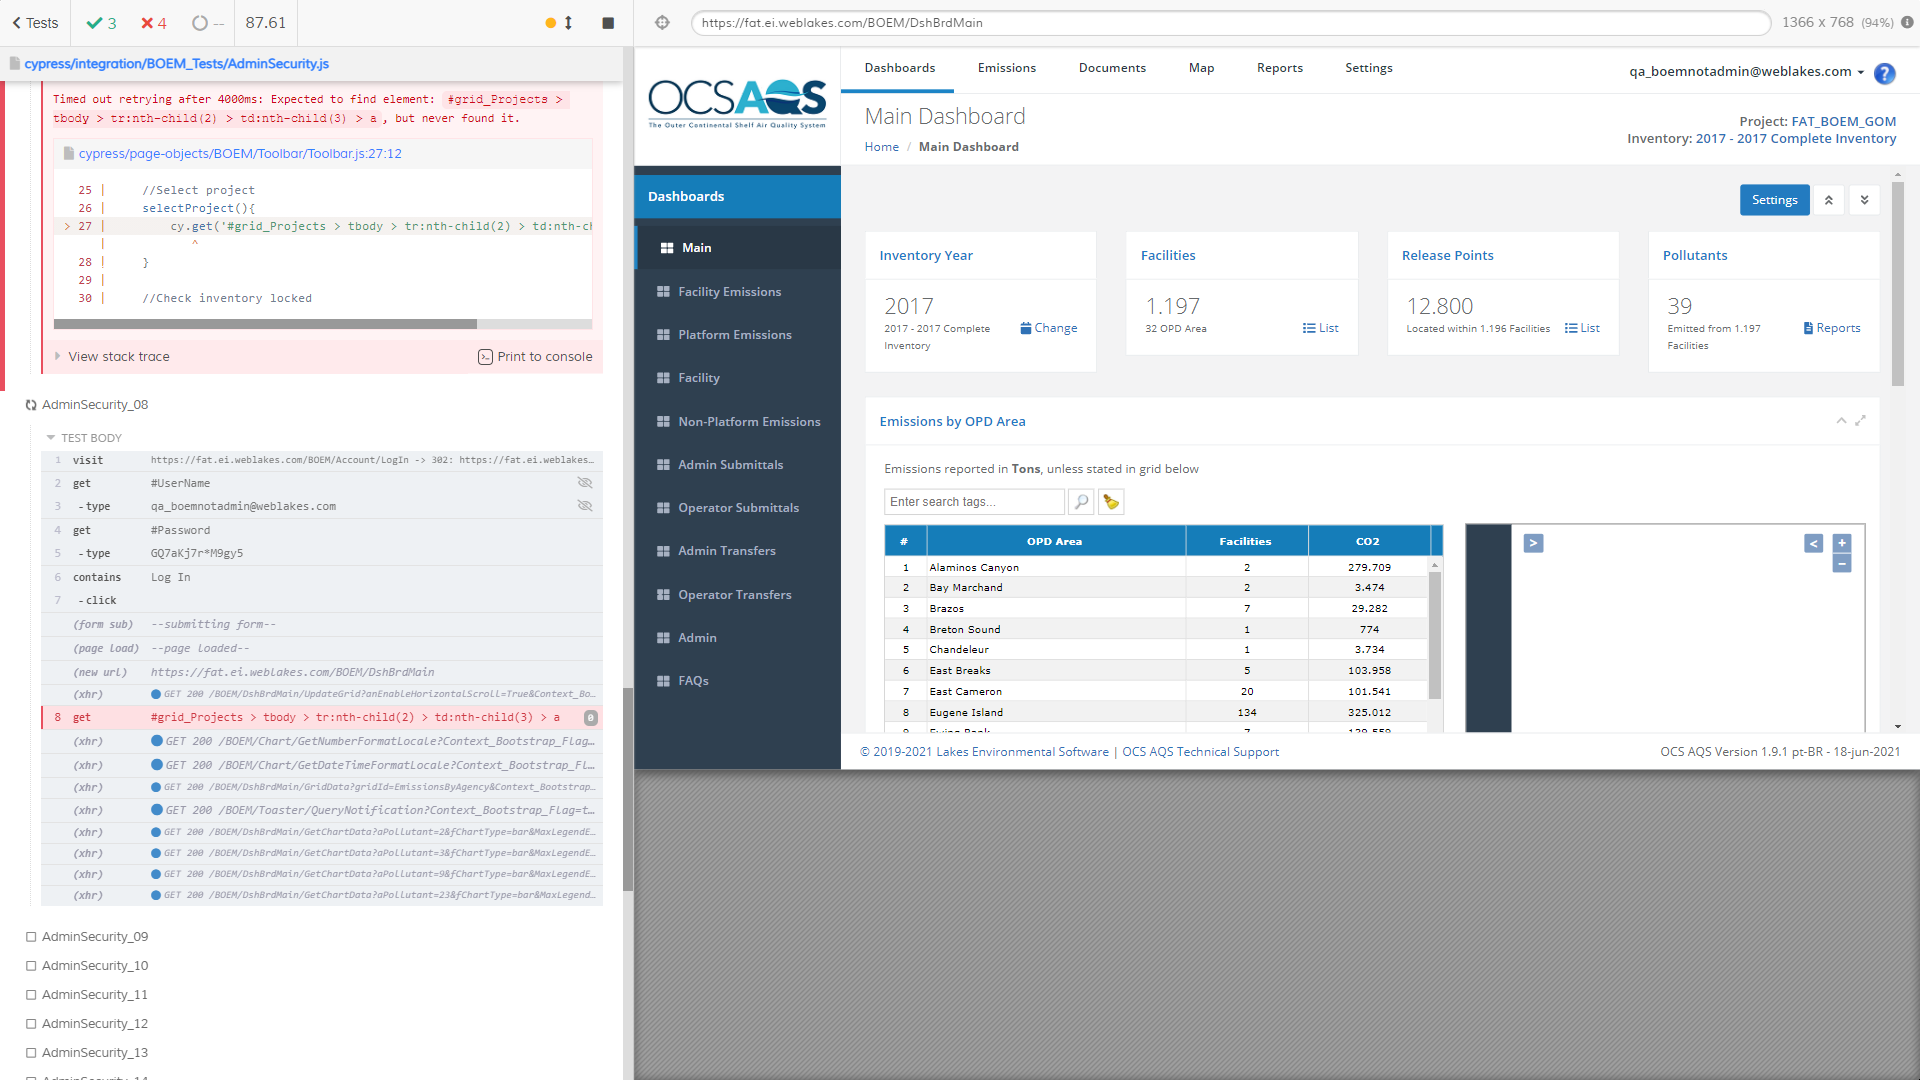 Tests
3
4
--
87.61
cypress/integration/BOEM_Tests/AdminSecurity.js
Timed out retrying after 4000ms: Expected to find element: #grid_Projects >
tbody > tr:nth-child(2) > td:nth-child(3) > a, but never found it.
cypress/page-objects/BOEM/Toolbar/Toolbar.js:27:12
25 | //Select project
26 | selectProject(){
> 27 | cy.get('#grid_Projects > tbody > tr:nth-child(2) > td:nth-ch
| ^
28 | }
29 |
30 | //Check inventory locked
View stack trace
Print to console
AdminSecurity_08
TEST BODY
1 visit https://fat.ei.weblakes.com/BOEM/Account/LogIn -> 302: https://fat.ei.weblakes...
2 get #UserName
3 -type qa_boemnotadmin@weblakes.com
4 get #Password
5 -type GQ7aKj7r*M9gy5
6 contains Log In
7 -click
(form sub) --submitting form--
(page load) --page loaded--
(new url) https://fat.ei.weblakes.com/BOEM/DshBrdMain
(xhr) GET 200 /BOEM/DshBrdMain/UpdateGrid?anEnableHorizontalScroll=True&Context_Bo...
8 get #grid_Projects > tbody > tr:nth-child(2) > td:nth-child(3) > a 0
(xhr) GET 200 /BOEM/Chart/GetNumberFormatLocale?Context_Bootstrap_Flag...
(xhr) GET 200 /BOEM/Chart/GetDateTimeFormatLocale?Context_Bootstrap_Fl...
(xhr) GET 200 /BOEM/DshBrdMain/GridData?gridId=EmissionsByAgency&Context_Bootstrap...
(xhr) GET 200 /BOEM/Toaster/QueryNotification?Context_Bootstrap_Flag=t...
(xhr) GET 200 /BOEM/DshBrdMain/GetChartData?aPollutant=2&fChartType=bar&MaxLegendE...
(xhr) GET 200 /BOEM/DshBrdMain/GetChartData?aPollutant=3&fChartType=bar&MaxLegendE...
(xhr) GET 200 /BOEM/DshBrdMain/GetChartData?aPollutant=9&fChartType=bar&MaxLegendE...
(xhr) GET 200 /BOEM/DshBrdMain/GetChartData?aPollutant=23&fChartType=bar&MaxLegend...
AdminSecurity_09
AdminSecurity_10
AdminSecurity_11
AdminSecurity_12
AdminSecurity_13
https://fat.ei.weblakes.com/BOEM/DshBrdMain
1366 x 768 (94%)
OCSAQS
The Outer Continental Shelf Air Quality System
Dashboards
Emissions
Documents
Map
Reports
Settings
qa_boemnotadmin@weblakes.com
?
Main Dashboard
Home / Main Dashboard
Project: FAT_BOEM_GOM
Inventory: 2017 - 2017 Complete Inventory
Dashboards
Main
Facility Emissions
Platform Emissions
Facility
Non-Platform Emissions
Admin Submittals
Operator Submittals
Admin Transfers
Operator Transfers
Admin
FAQs
Settings
Inventory Year
2017
2017 - 2017 Complete
Inventory
Change
Facilities
1.197
32 OPD Area
List
Release Points
12.800
Located within 1.196 Facilities
List
Pollutants
39
Emitted from 1.197
Facilities
Reports
Emissions by OPD Area
Emissions reported in Tons, unless stated in grid below
Enter search tags...
# OPD Area Facilities CO2
1 Alaminos Canyon 2 279.709
2 Bay Marchand 2 3.474
3 Brazos 7 29.282
4 Breton Sound 1 774
5 Chandeleur 1 3.734
6 East Breaks 5 103.958
7 East Cameron 20 101.541
8 Eugene Island 134 325.012
>
<
+
−
© 2019-2021 Lakes Environmental Software | OCS AQS Technical Support
OCS AQS Version 1.9.1 pt-BR - 18-jun-2021